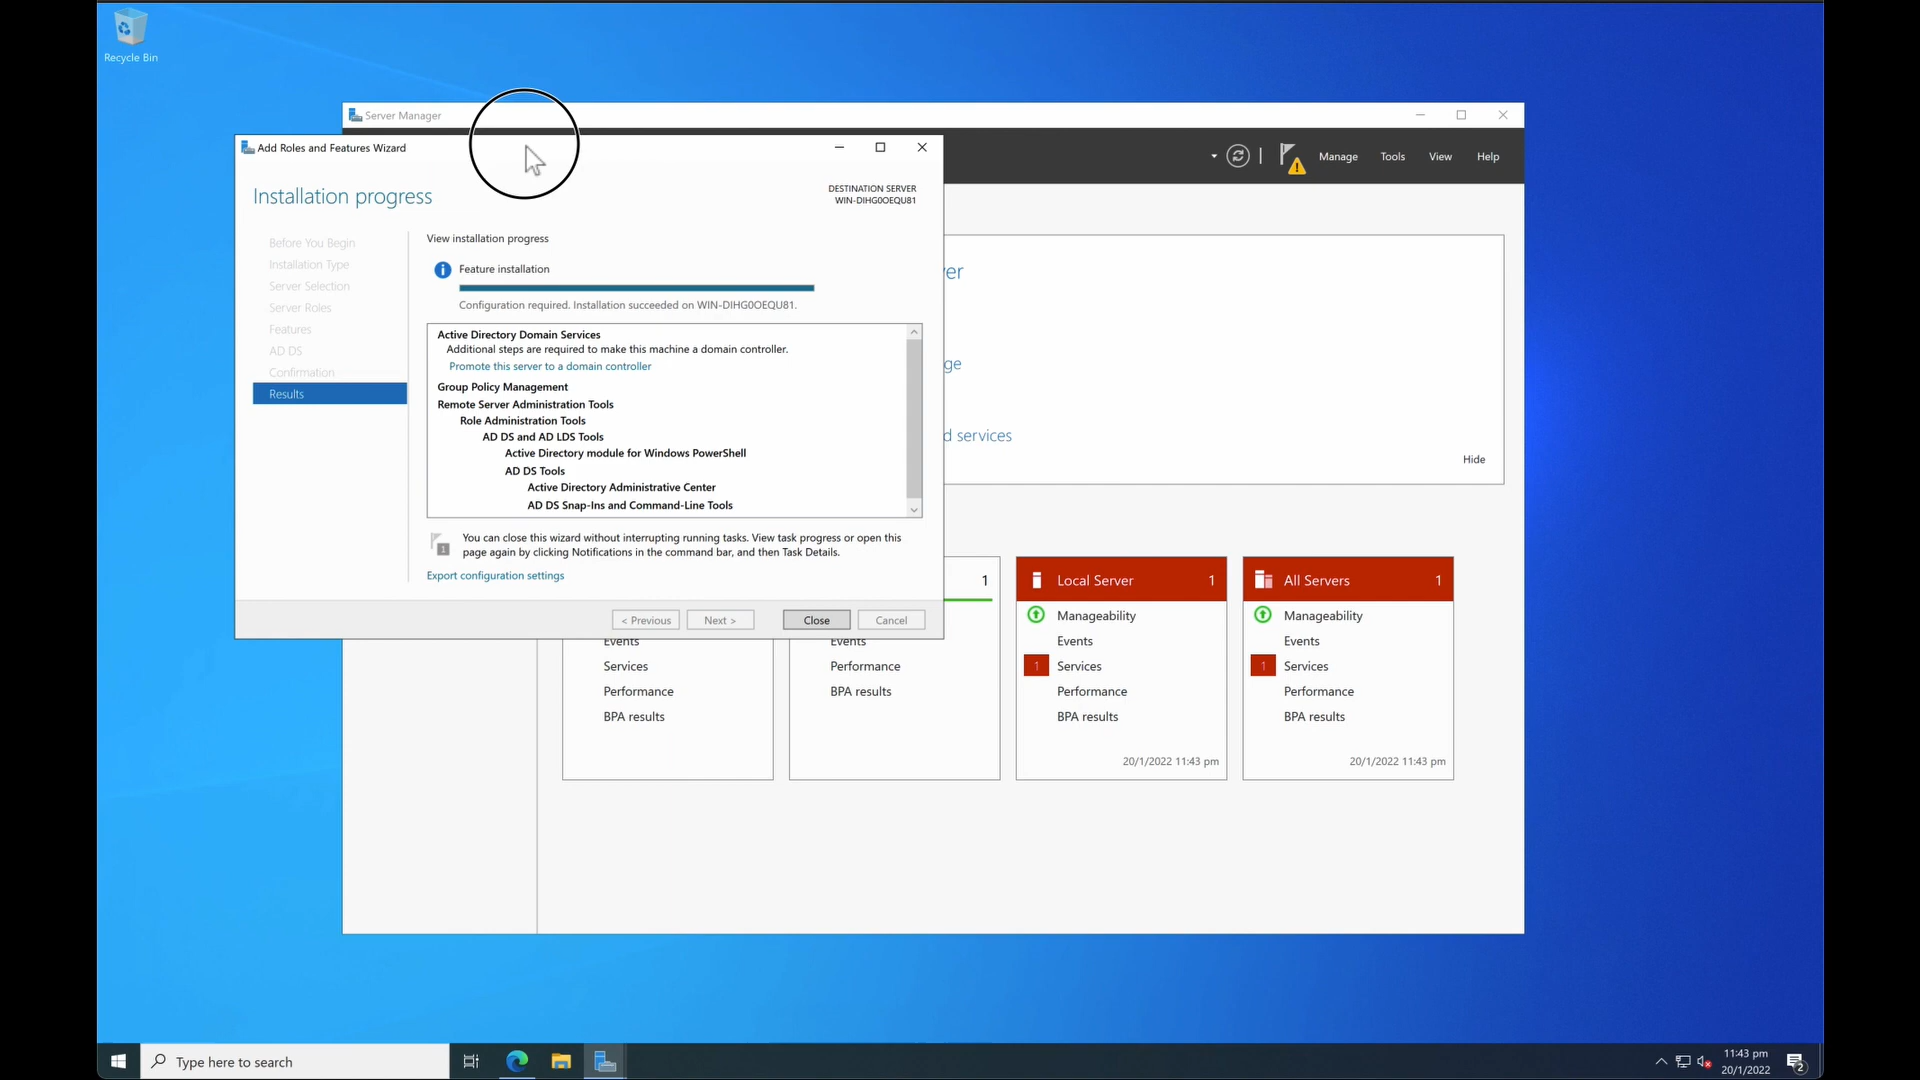 Recycle Bin
Server Manager
Manage
Tools
View
Help
Add Roles and Features Wizard
Installation progress
DESTINATION SERVER
WIN-DIHG0OEQU81
Before You Begin
Installation Type
Server Selection
Server Roles
Features
AD DS
Confirmation
Results
View installation progress
Feature installation
Configuration required. Installation succeeded on WIN-DIHG0OEQU81.
Active Directory Domain Services
Additional steps are required to make this machine a domain controller.
Promote this server to a domain controller
Group Policy Management
Remote Server Administration Tools
Role Administration Tools
AD DS and AD LDS Tools
Active Directory module for Windows PowerShell
AD DS Tools
Active Directory Administrative Center
AD DS Snap-Ins and Command-Line Tools
1
You can close this wizard without interrupting running tasks. View task progress or open this
page again by clicking Notifications in the command bar, and then Task Details.
Export configuration settings
< Previous
Next >
Close
Cancel
er
ge
d services
Hide
Events
Services
Performance
BPA results
1
Events
Performance
BPA results
Local Server 1
Manageability
Events
1 Services
Performance
BPA results
20/1/2022 11:43 pm
All Servers 1
Manageability
Events
1 Services
Performance
BPA results
20/1/2022 11:43 pm
Type here to search
11:43 pm
20/1/2022
2